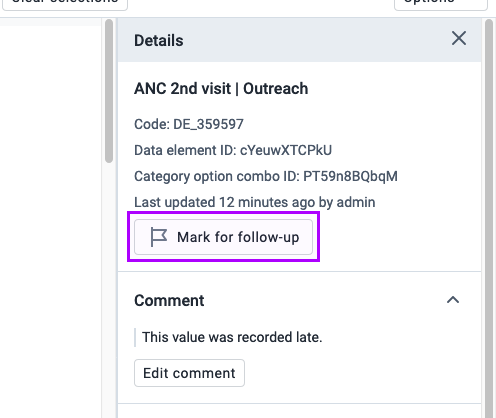 Clear selections
Options
Details
ANC 2nd visit | Outreach
Code: DE_359597
Data element ID: cYeuwXTCPkU
Category option combo ID: PT59n8BQbqM
Last updated 12 minutes ago by admin
Mark for follow-up
Comment
This value was recorded late.
Edit comment